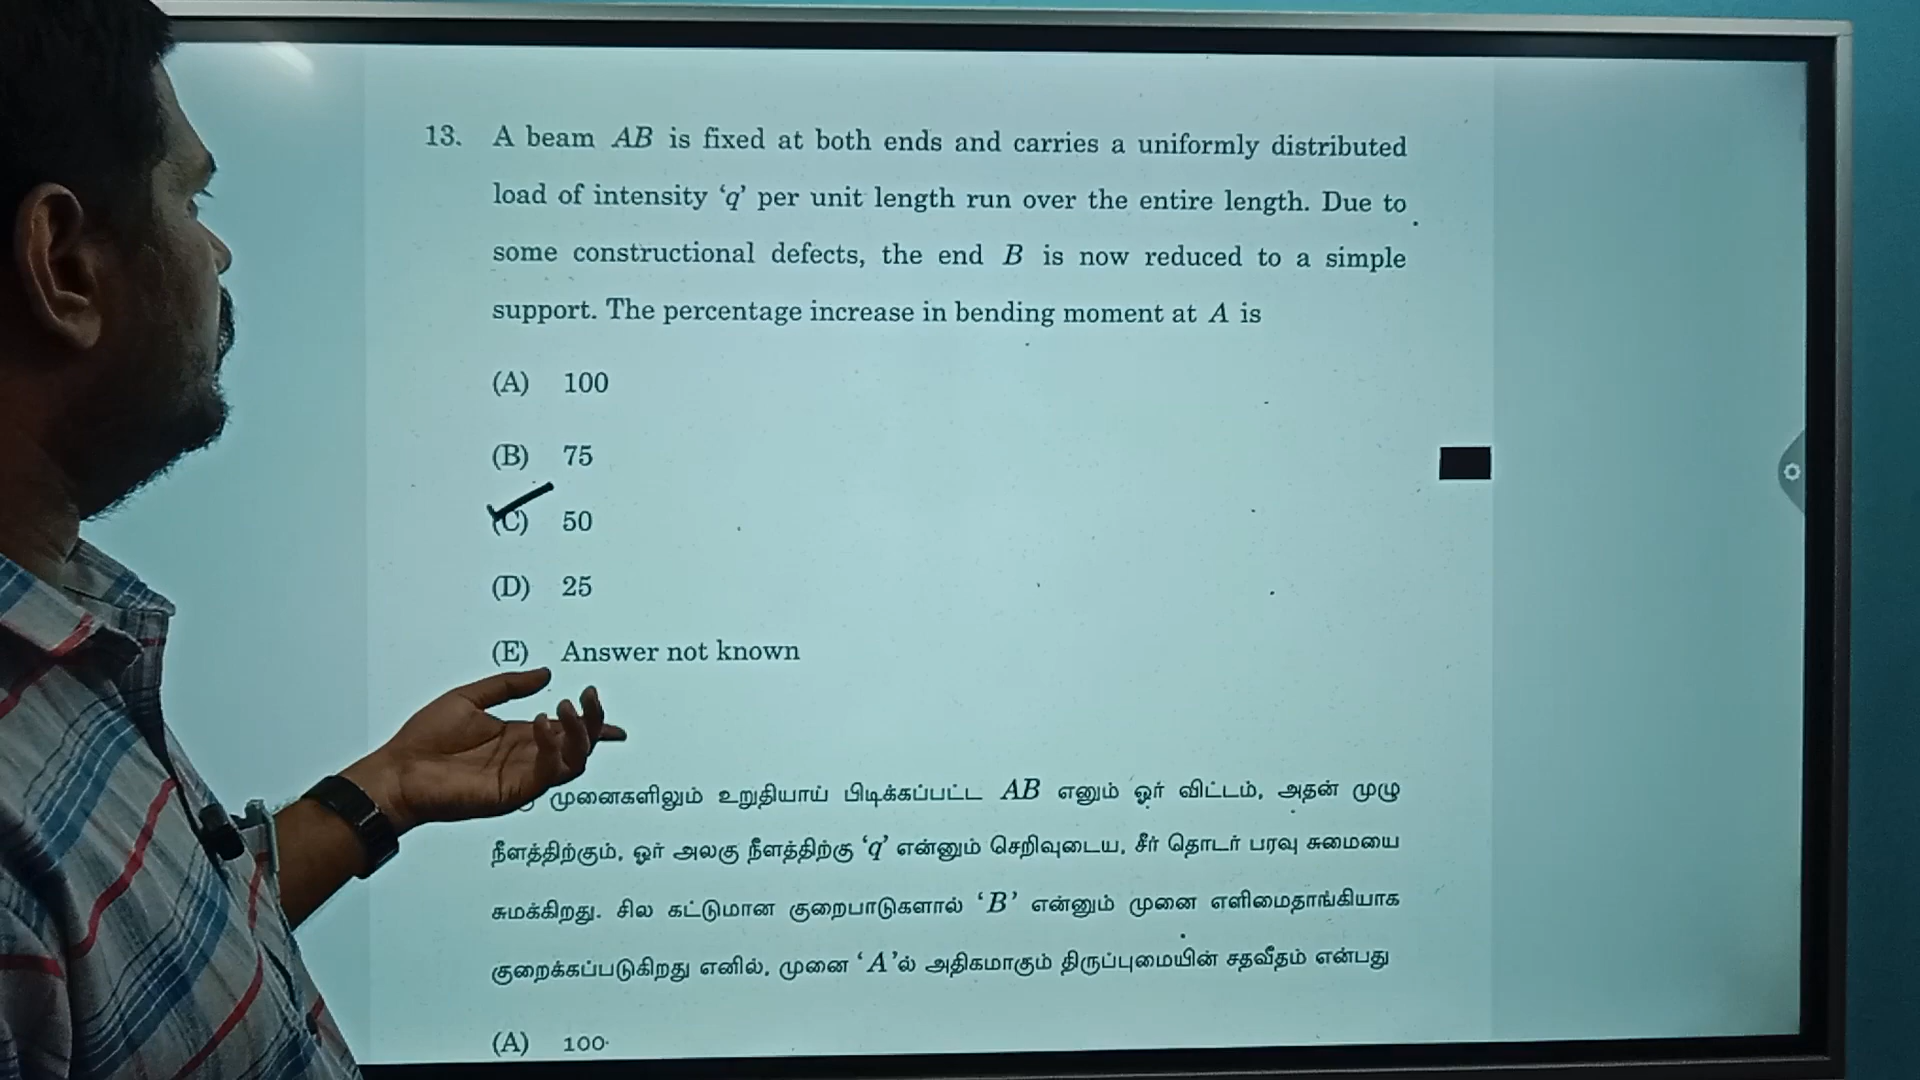 13. A beam AB is fixed at both ends and carries a uniformly distributed
load of intensity ‘q’ per unit length run over the entire length. Due to
some constructional defects, the end B is now reduced to a simple
support. The percentage increase in bending moment at A is
(A) 100
(B) 75
(C) 50
(D) 25
(E) Answer not known
முனைகளிலும் உறுதியாய் பிடிக்கப்பட்ட AB எனும் ஓர் விட்டம், அதன் முழு
நீளத்திற்கும், ஓர் அலகு நீளத்திற்கு ‘q’ என்னும் செறிவுடைய, சீர் தொடர் பரவு சுமையை
சுமக்கிறது. சில கட்டுமான குறைபாடுகளால் ‘B’ என்னும் முனை எளிமைதாங்கியாக
குறைக்கப்படுகிறது எனில், முனை ‘A’ல் அதிகமாகும் திருப்புமையின் சதவீதம் என்பது
(A) 100